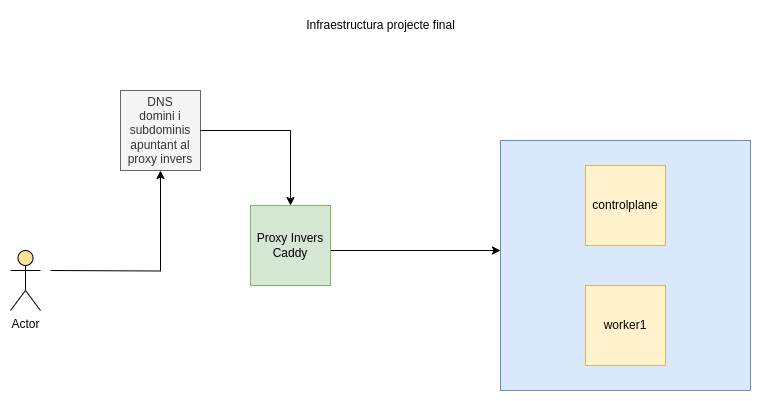 Infraestructura projecte final
DNS
domini i
subdominis
apuntant al
proxy invers
controlplane
Proxy Invers
Caddy
Actor
worker1